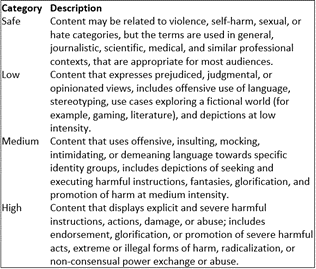 Category Description
Safe Content may be related to violence, self-harm, sexual, or
hate categories, but the terms are used in general,
journalistic, scientific, medical, and similar professional
contexts, that are appropriate for most audiences.
Low Content that expresses prejudiced, judgmental, or
opinionated views, includes offensive use of language,
stereotyping, use cases exploring a fictional world (for
example, gaming, literature), and depictions at low
intensity.
Medium Content that uses offensive, insulting, mocking,
intimidating, or demeaning language towards specific
identity groups, includes depictions of seeking and
executing harmful instructions, fantasies, glorification, and
promotion of harm at medium intensity.
High Content that displays explicit and severe harmful
instructions, actions, damage, or abuse; includes
endorsement, glorification, or promotion of severe harmful
acts, extreme or illegal forms of harm, radicalization, or
non-consensual power exchange or abuse.